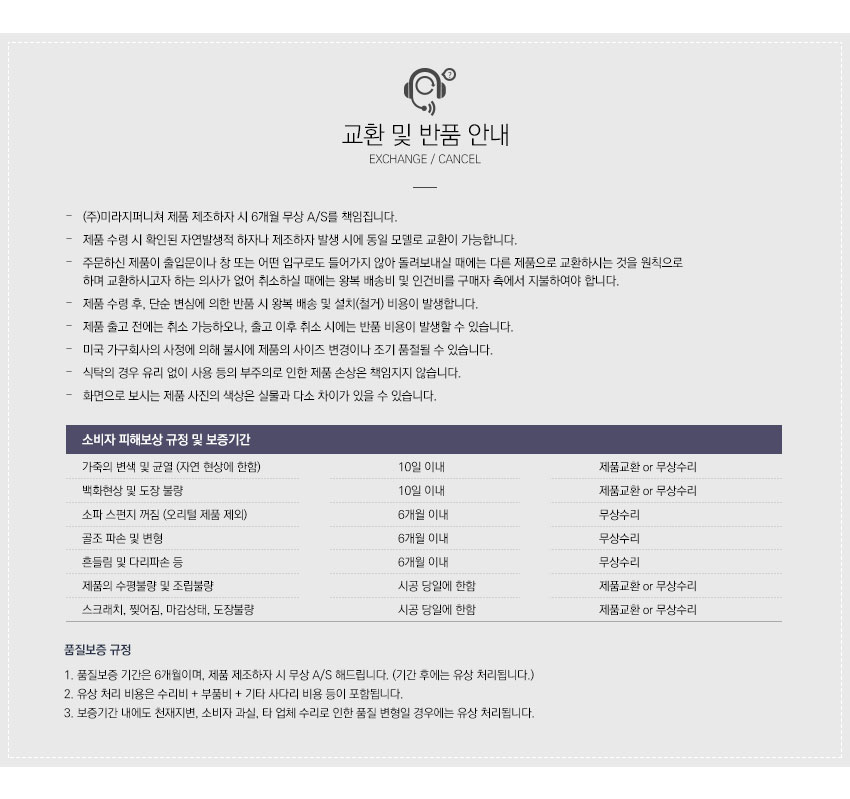 ?
교환 및 반품 안내
EXCHANGE / CANCEL
- (주)미라지퍼니쳐 제품 제조하자 시 6개월 무상 A/S를 책임집니다.
- 제품 수령 시 확인된 자연발생적 하자나 제조하자 발생 시에 동일 모델로 교환이 가능합니다.
- 주문하신 제품이 출입문이나 창 또는 어떤 입구로도 들어가지 않아 돌려보내실 때에는 다른 제품으로 교환하시는 것을 원칙으로
하며 교환하시고자 하는 의사가 없어 취소하실 때에는 왕복 배송비 및 인건비를 구매자 측에서 지불하여야 합니다.
- 제품 수령 후, 단순 변심에 의한 반품 시 왕복 배송 및 설치(철거) 비용이 발생합니다.
- 제품 출고 전에는 취소 가능하오나, 출고 이후 취소 시에는 반품 비용이 발생할 수 있습니다.
- 미국 가구회사의 사정에 의해 불시에 제품의 사이즈 변경이나 조기 품절될 수 있습니다.
- 식탁의 경우 유리 없이 사용 등의 부주의로 인한 제품 손상은 책임지지 않습니다.
- 화면으로 보시는 제품 사진의 색상은 실물과 다소 차이가 있을 수 있습니다.
소비자 피해보상 규정 및 보증기간
가죽의 변색 및 균열 (자연 현상에 한함) 10일 이내 제품교환 or 무상수리
백화현상 및 도장 불량 10일 이내 제품교환 or 무상수리
소파 스펀지 꺼짐 (오리털 제품 제외) 6개월 이내 무상수리
골조 파손 및 변형 6개월 이내 무상수리
흔들림 및 다리파손 등 6개월 이내 무상수리
제품의 수평불량 및 조립불량 시공 당일에 한함 제품교환 or 무상수리
스크래치, 찢어짐, 마감상태, 도장불량 시공 당일에 한함 제품교환 or 무상수리
품질보증 규정
1. 품질보증 기간은 6개월이며, 제품 제조하자 시 무상 A/S 해드립니다. (기간 후에는 유상 처리됩니다.)
2. 유상 처리 비용은 수리비 + 부품비 + 기타 사다리 비용 등이 포함됩니다.
3. 보증기간 내에도 천재지변, 소비자 과실, 타 업체 수리로 인한 품질 변형일 경우에는 유상 처리됩니다.